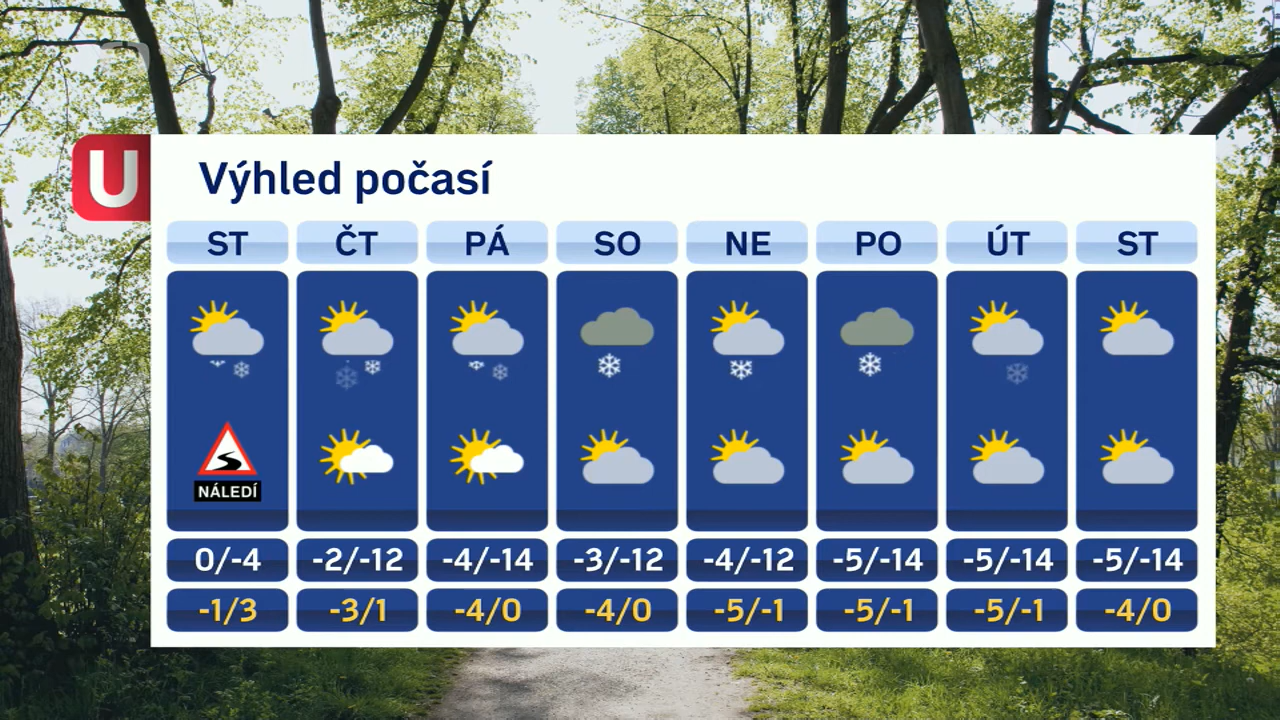 U
Výhled počasí
ST ČT PÁ SO NE PO ÚT ST
NÁLEDÍ
0/-4 -2/-12 -4/-14 -3/-12 -4/-12 -5/-14 -5/-14 -5/-14
-1/3 -3/1 -4/0 -4/0 -5/-1 -5/-1 -5/-1 -4/0